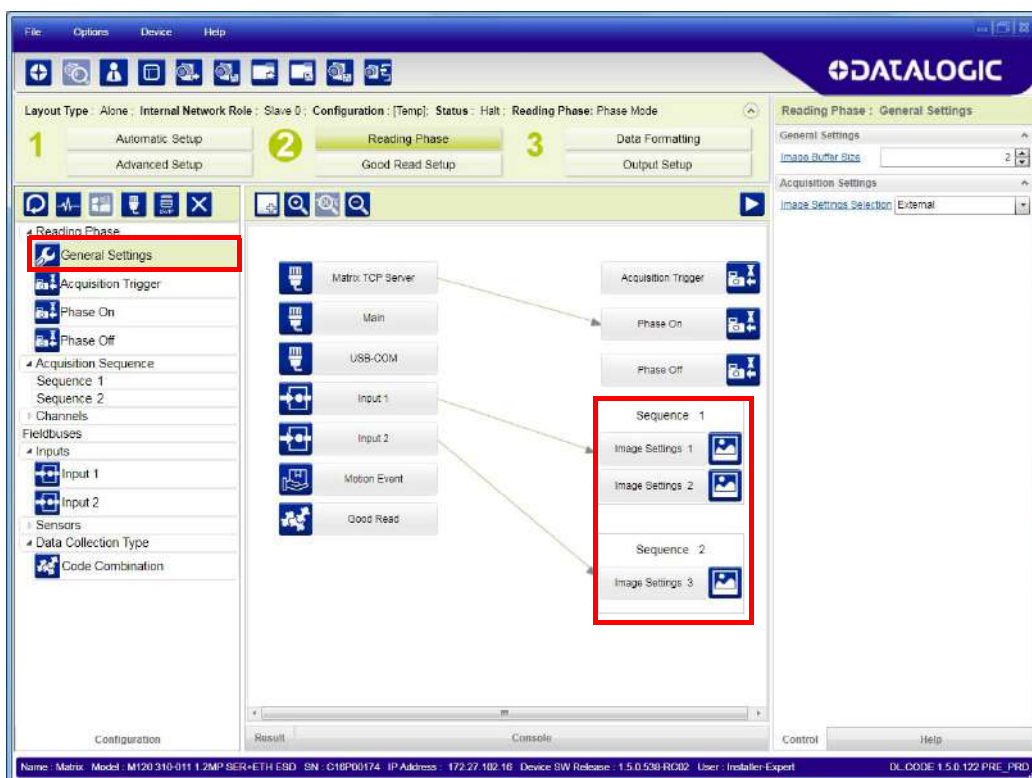 File Options Device Help
DATALOGIC
Layout Type : Alone ; Internal Network Role : Slave 0 ; Configuration : [Temp]; Status : Halt ; Reading Phase: Phase Mode
1 Automatic Setup 2 Reading Phase 3 Data Formatting
Advanced Setup Good Read Setup Output Setup
Reading Phase
General Settings
Acquisition Trigger
Phase On
Phase Off
Acquisition Sequence
Sequence 1
Sequence 2
Channels
Fieldbuses
Inputs
Input 1
Input 2
Sensors
Data Collection Type
Code Combination
Configuration
Matrix TCP Server
Main
USB-COM
Input 1
Input 2
Motion Event
Good Read
Acquisition Trigger
Phase On
Phase Off
Sequence 1
Image Settings 1
Image Settings 2
Sequence 2
Image Settings 3
Result Console
Reading Phase : General Settings
General Settings
Image Buffer Size 2
Acquisition Settings
Image Settings Selection External
Control Help
Name : Matrix Model : M120 310-011 1.2MP SER+ETH ESD SN : C16P00174 IP Address : 172.27.102.16 Device SW Release : 1.5.0.538-RC02 User : Installer-Expert DL.CODE 1.5.0.122 PRE_PRD